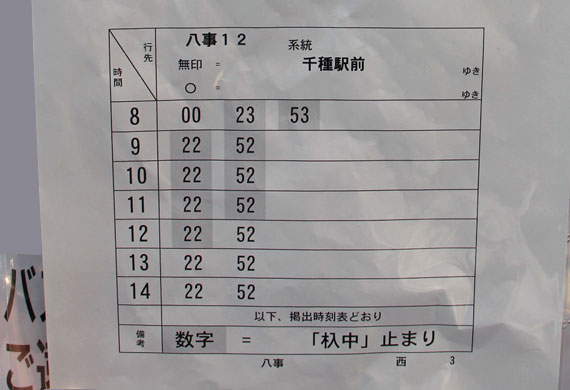 八事12 系統
行先
無印 = 千種駅前 ゆき
時間
○ = ゆき
8 00 23 53
9 22 52
10 22 52
11 22 52
12 22 52
13 22 52
14 22 52
以下、掲出時刻表どおり
備考 数字 = 「杁中」止まり
八事 西 3
バ
ご